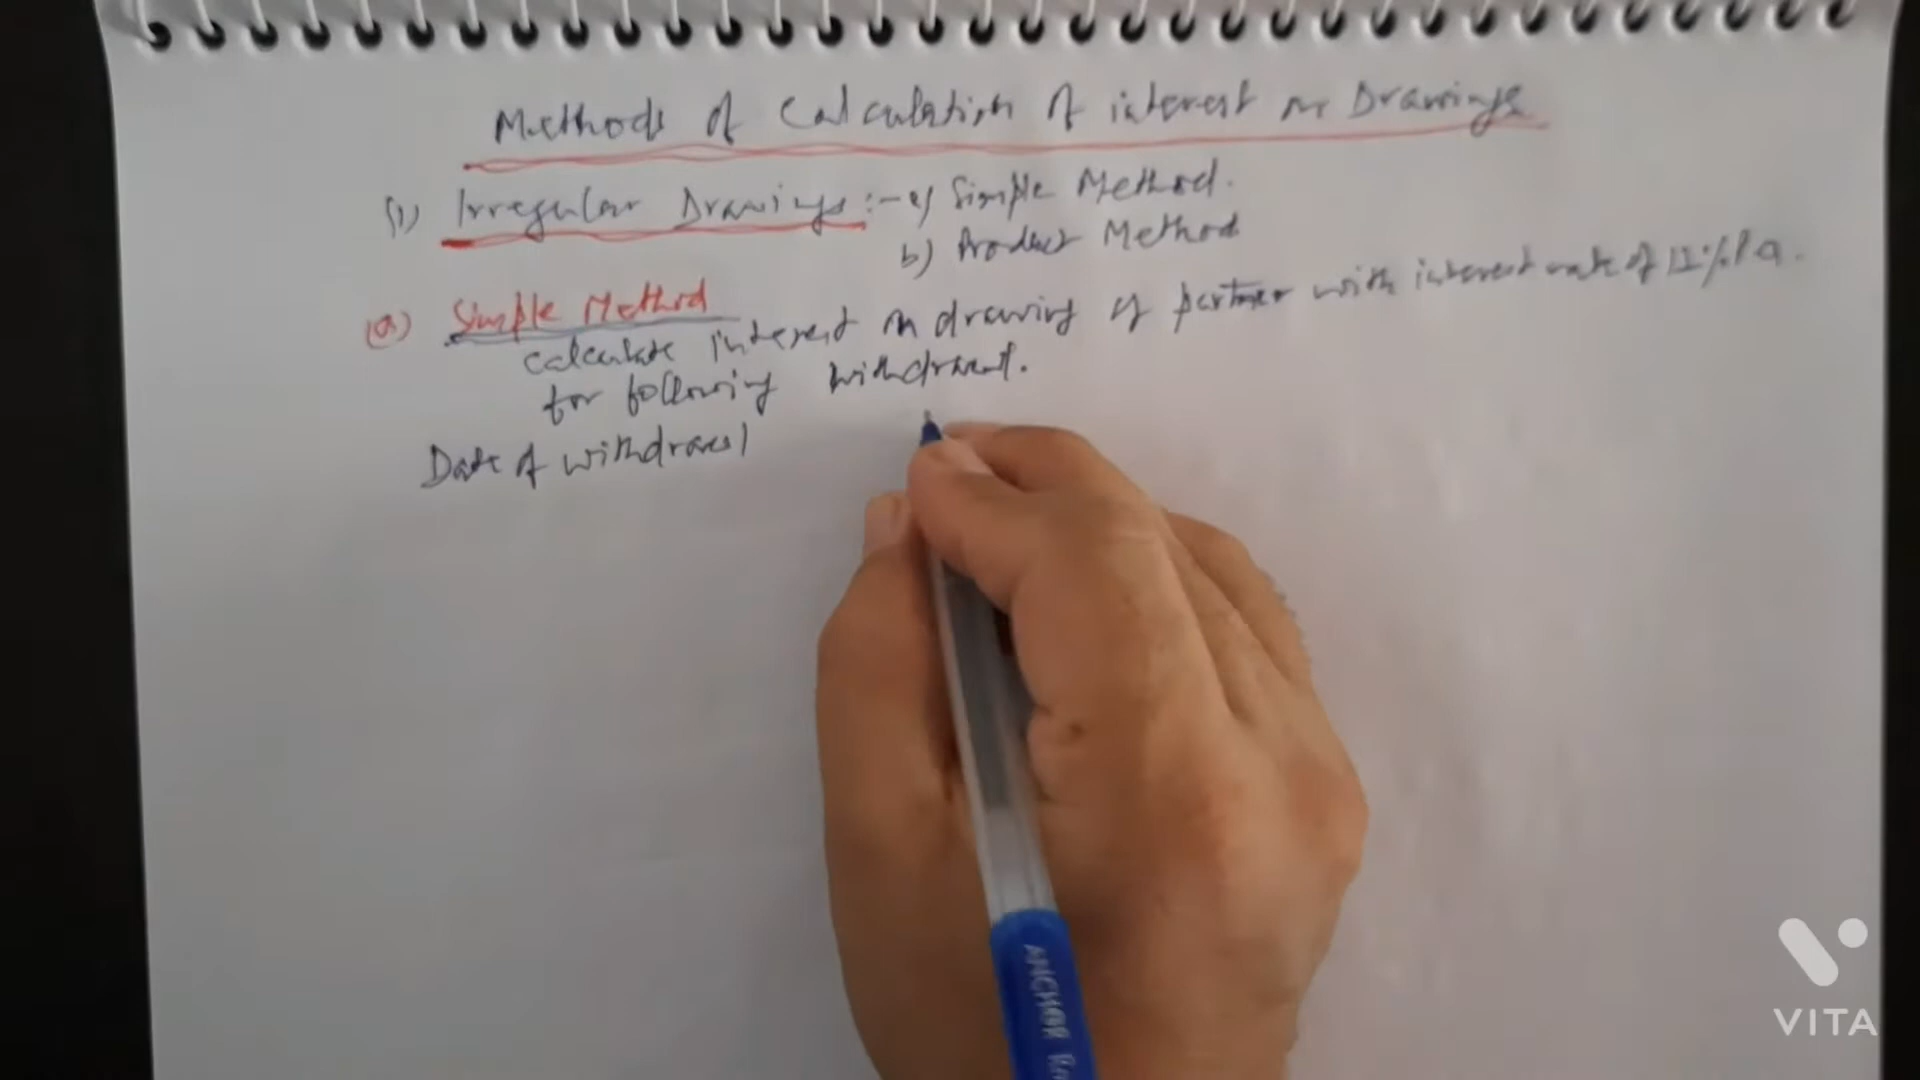 Methods of Calculation of interest on Drawings
(1) Irregular Drawings :- a) Simple Method.
b) Product Method
(a) Simple Method
calculate interest on drawing of partner with interest rate of 12% P.a.
for following withdrawal.
Date of withdrawal
ANCHOR
VITA